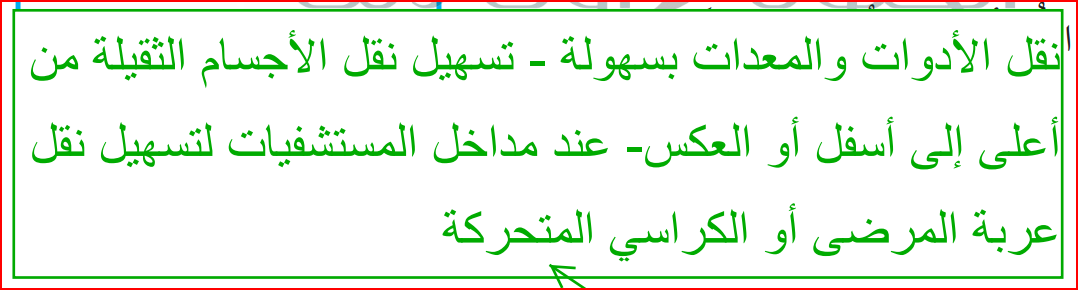 نقل الأدوات والمعدات بسهولة - تسهيل نقل الأجسام الثقيلة من
أعلى إلى أسفل أو العكس- عند مداخل المستشفيات لتسهيل نقل
عربة المرضى أو الكراسي المتحركة